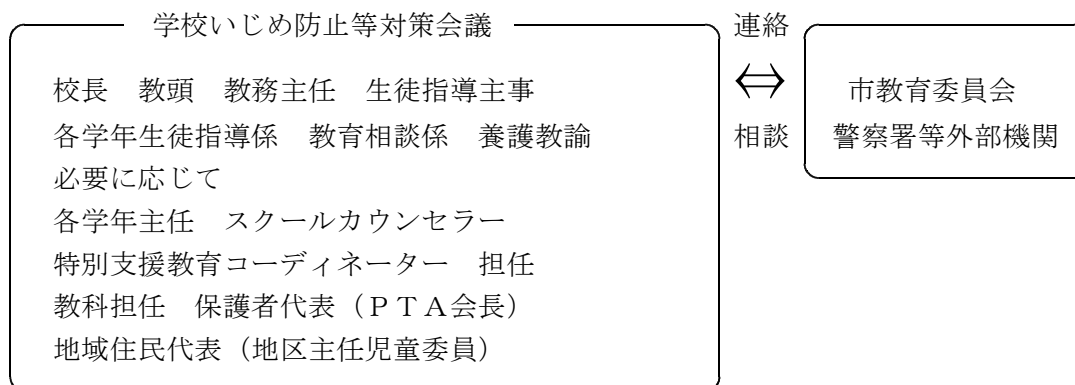 学校いじめ防止等対策会議
校長　教頭　教務主任　生徒指導主事
各学年生徒指導係　教育相談係　養護教諭
必要に応じて
各学年主任　スクールカウンセラー
特別支援教育コーディネーター　担任
教科担任　保護者代表（ＰＴＡ会長）
地域住民代表（地区主任児童委員）
連絡
⇔
相談
市教育委員会
警察署等外部機関